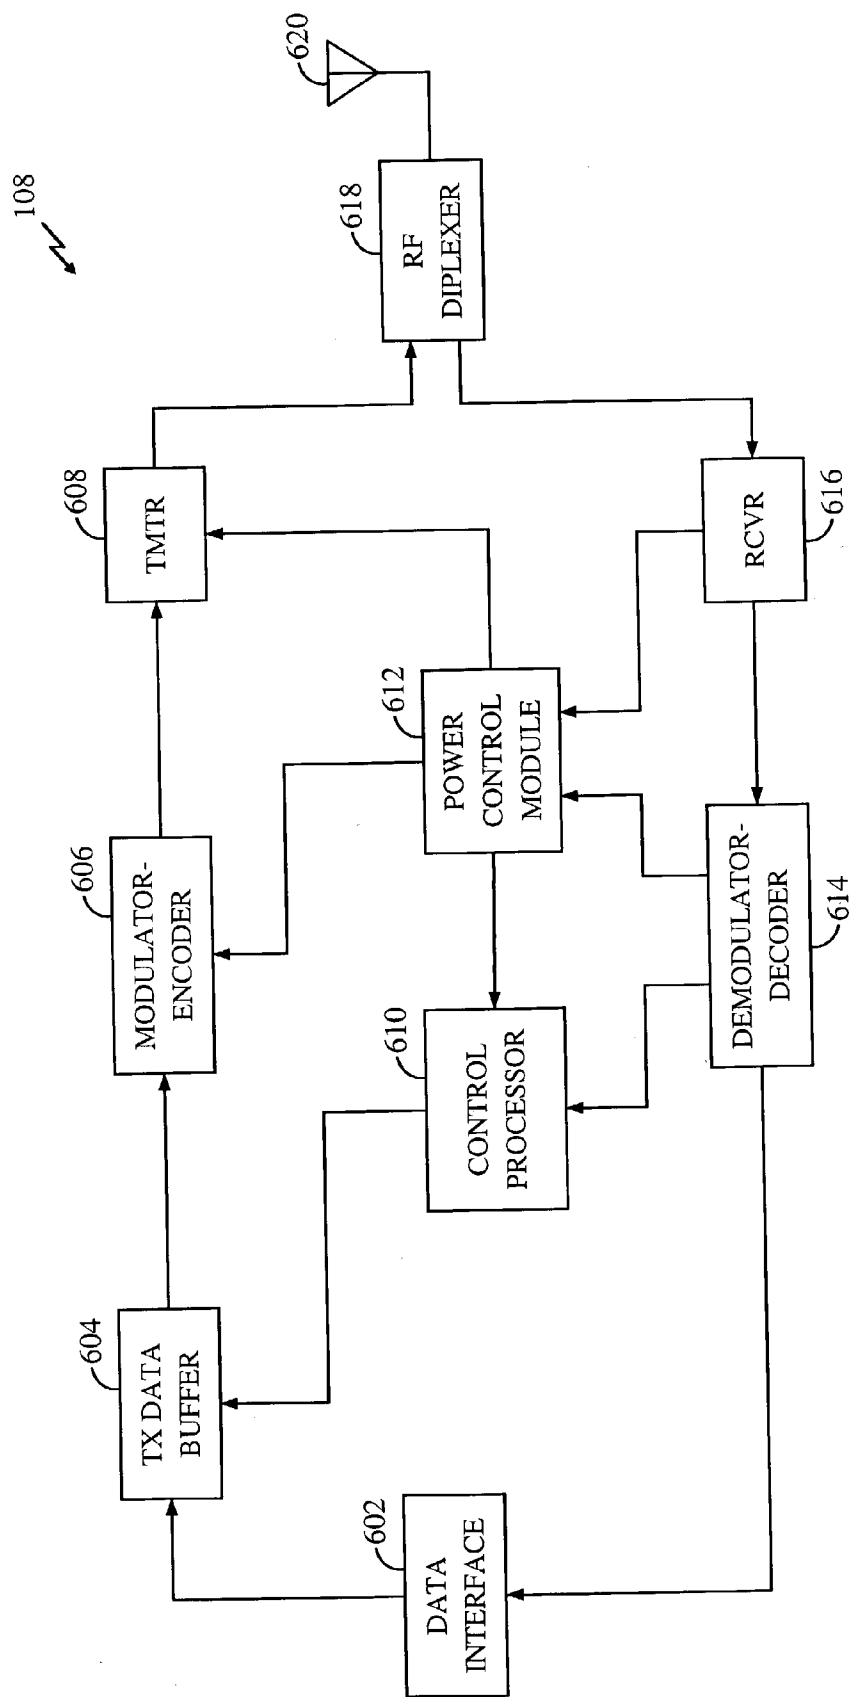 108
620
618
RF
DIPLEXER
608
TMTR
616
RCVR
612
POWER
CONTROL
MODULE
606
MODULATOR-
ENCODER
614
DEMODULATOR-
DECODER
610
CONTROL
PROCESSOR
604
TX DATA
BUFFER
602
DATA
INTERFACE